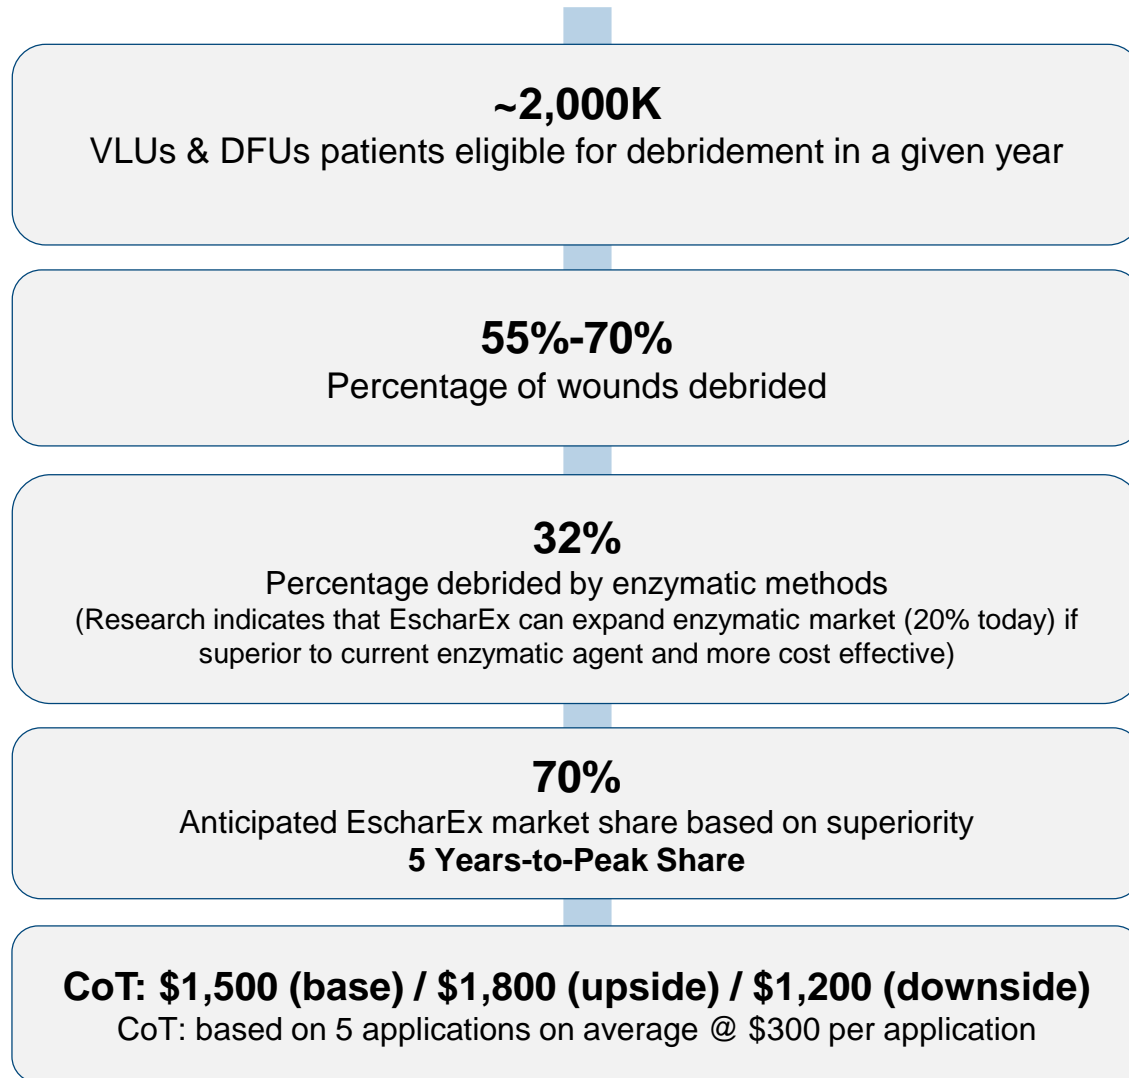 ~2,000K
VLUs & DFUs patients eligible for debridement in a given year
55%-70%
Percentage of wounds debrided
32%
Percentage debrided by enzymatic methods
(Research indicates that EscharEx can expand enzymatic market (20% today) if
superior to current enzymatic agent and more cost effective)
70%
Anticipated EscharEx market share based on superiority
5 Years-to-Peak Share
CoT: $1,500 (base) / $1,800 (upside) / $1,200 (downside)
CoT: based on 5 applications on average @ $300 per application